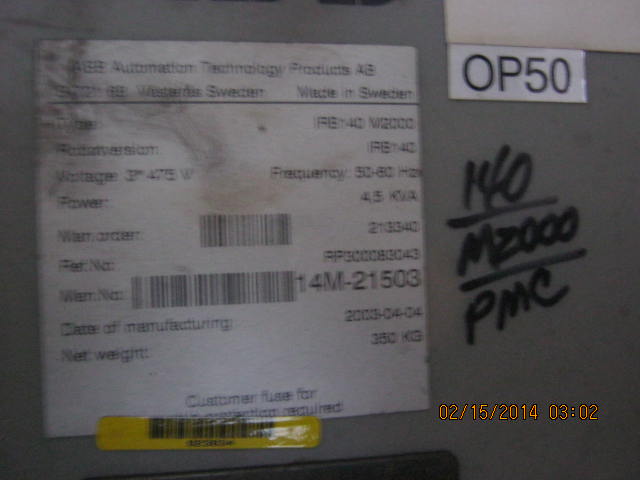 ABB Automation Technology Products AB
Västerås Sweden Made in Sweden
Type: IRB140 M2000
Robotversion: IRB140
Voltage: 3* 475 V Frequency: 50-60 Hz
Power: 4,5 KVA
Man.order: 213340
Ref.No: RP300083043
Man.No: 14M-21503
Date of manufacturing: 2003-04-04
Net weight: 350 KG
Customer fuse for
protection required:
OP50
140
M2000
PMC
02/15/2014 03:02